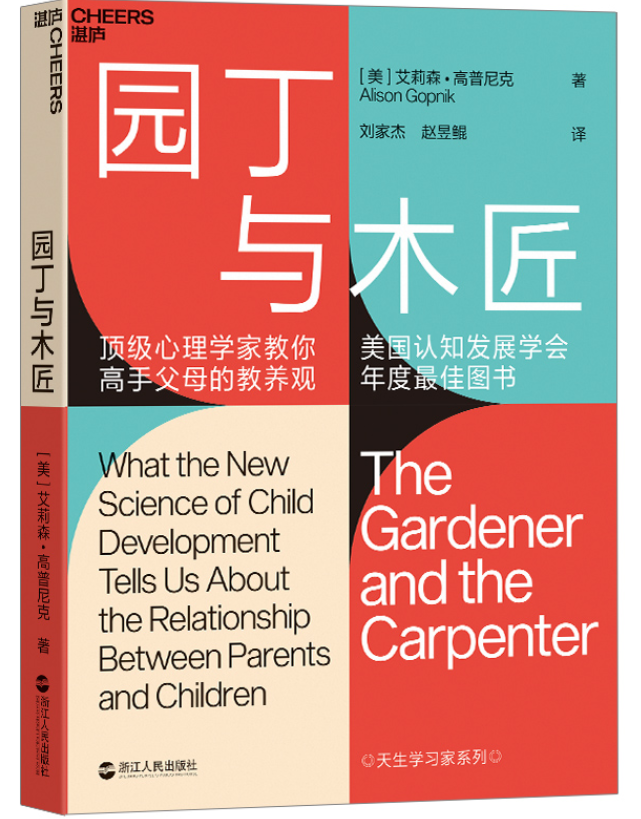 湛庐 CHEERS
园丁与木匠
[美] 艾莉森·高普尼克 著
浙江人民出版社
CHEERS
湛庐
园丁
与木匠
[美] 艾莉森·高普尼克 著
Alison Gopnik
刘家杰 赵昱鲲 译
顶级心理学家教你
高手父母的教养观
美国认知发展学会
年度最佳图书
What the New
Science of Child
Development
Tells Us About
the Relationship
Between Parents
and Children
The
Gardener
and the
Carpenter
浙江人民出版社
天生学习家系列